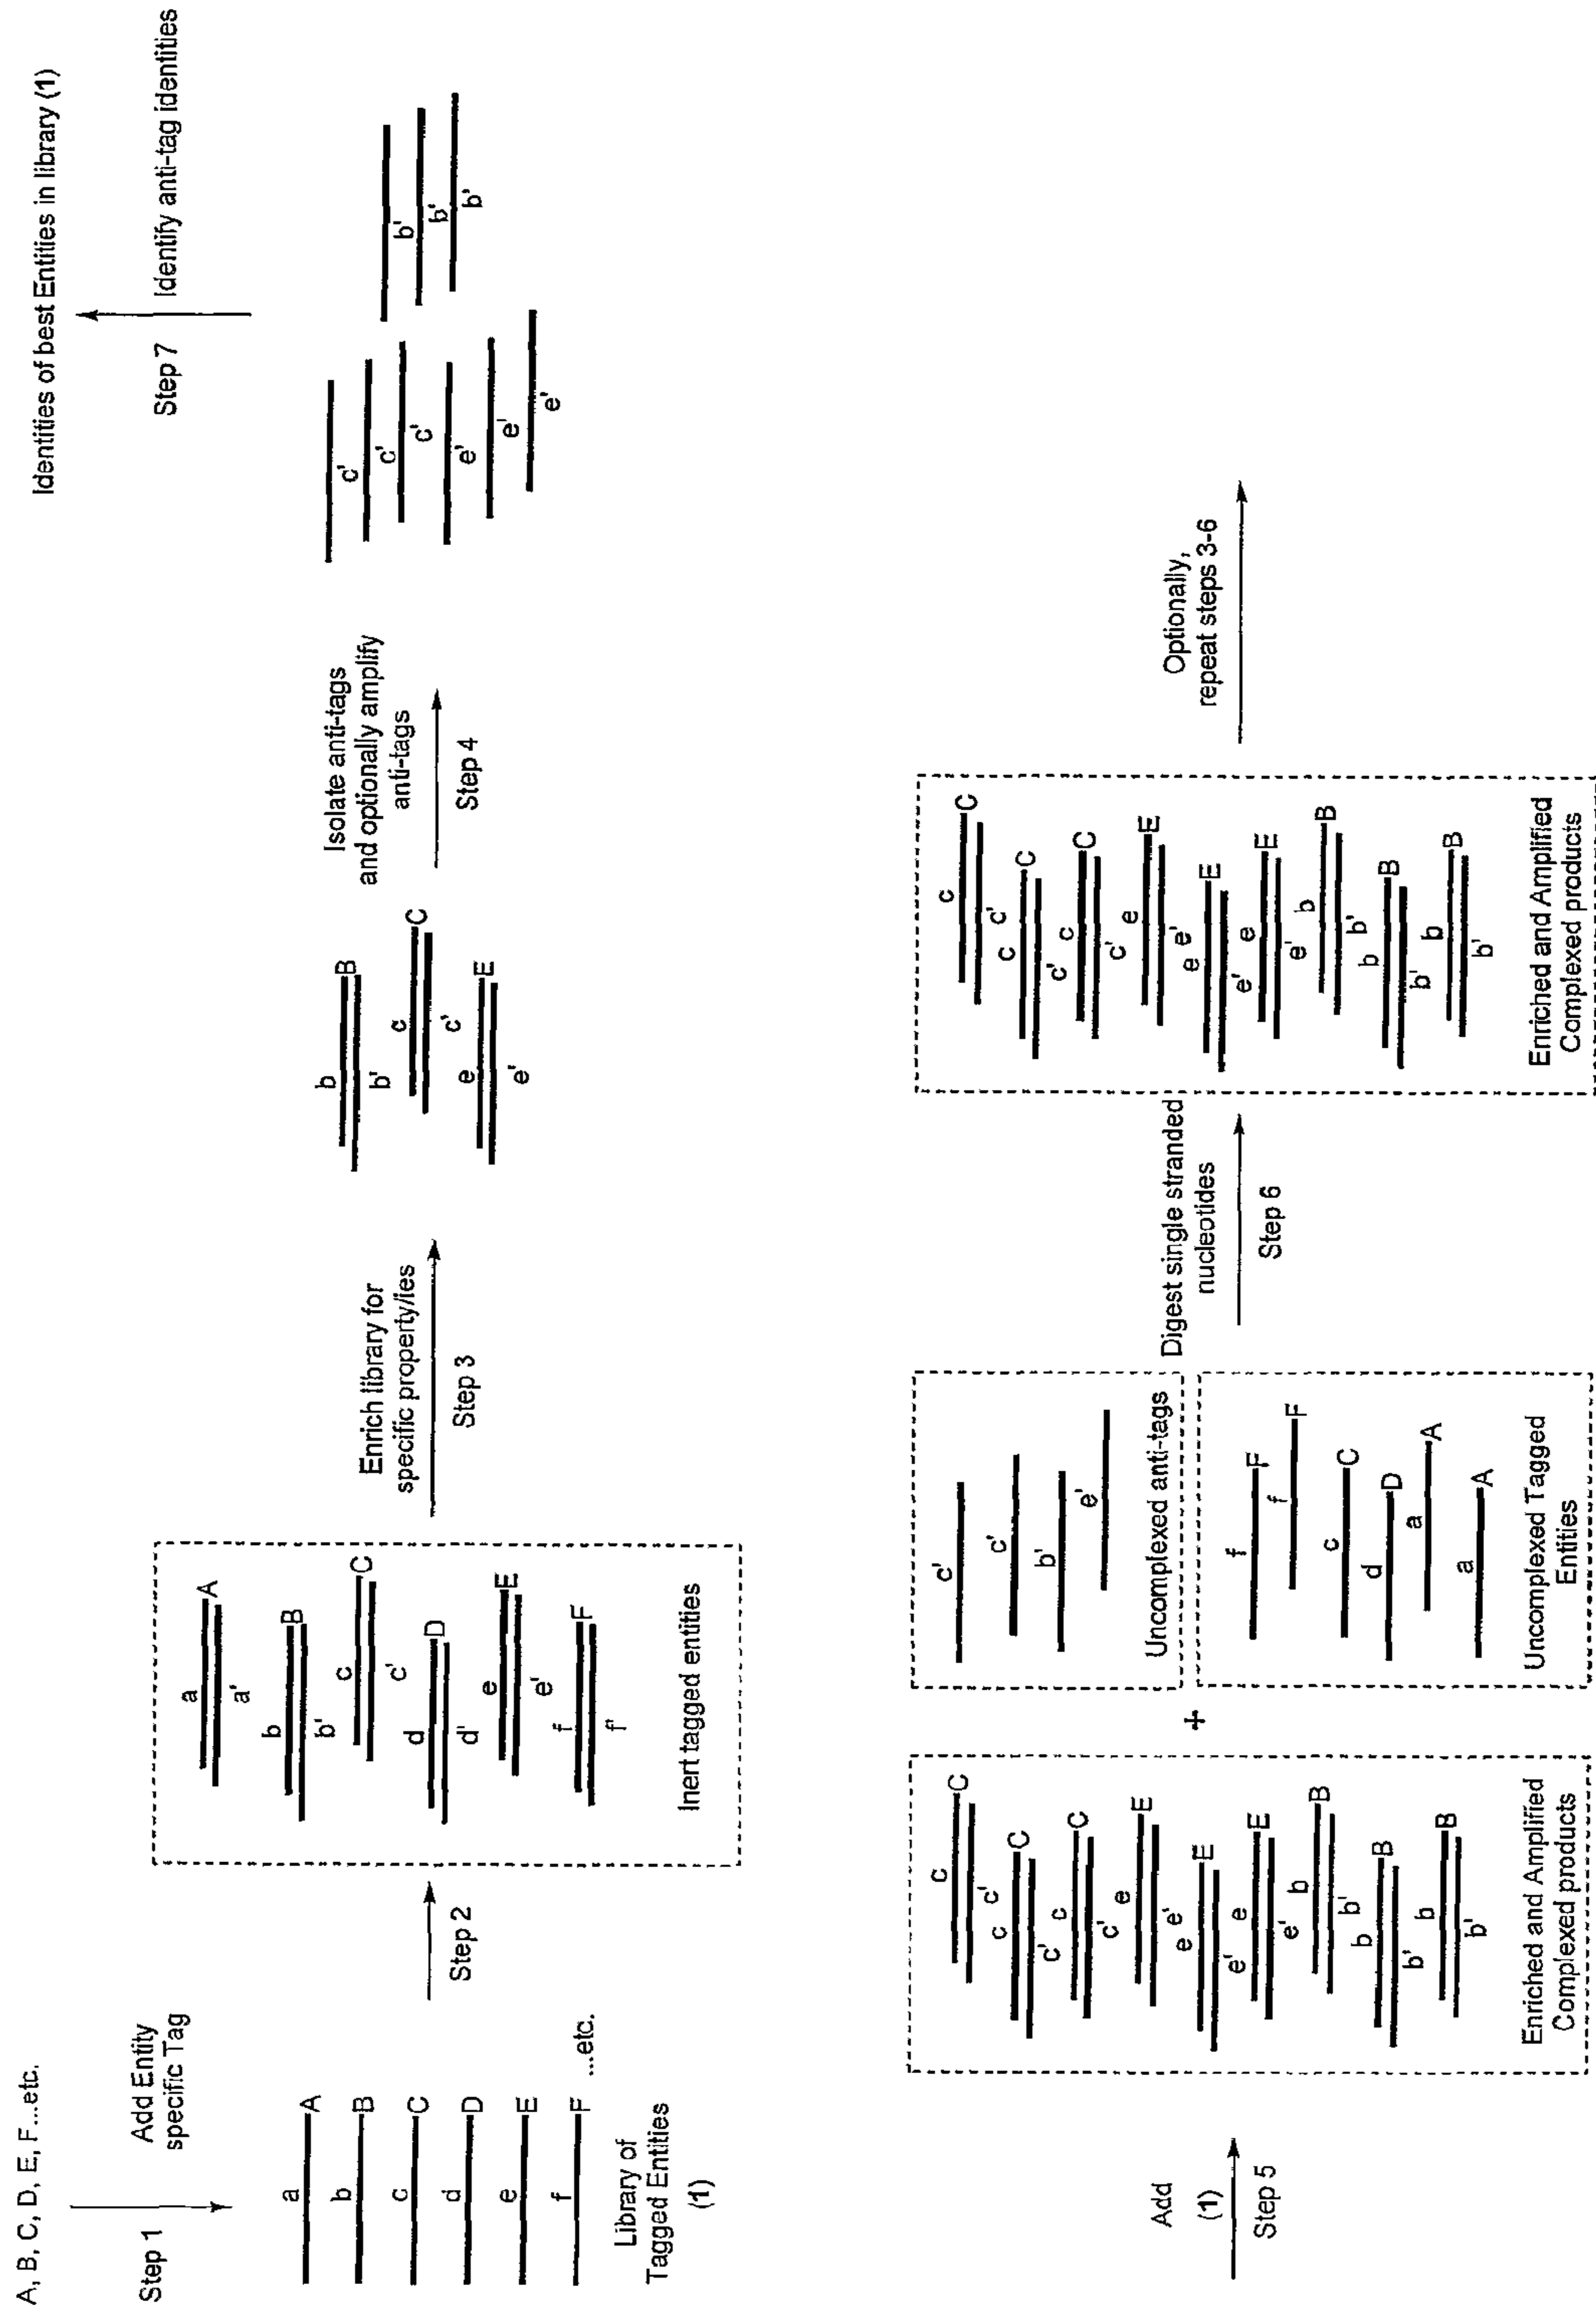 A, B, C, D, E, F...etc.
Step 1
Add Entity
specific Tag
a
A
b
B
c
C
d
D
e
E
f
F
...etc.
Library of
Tagged Entities
(1)
Step 2
a
A
a'
b
B
b'
c
C
c'
d
D
d'
e
E
e'
f
F
f'
Inert tagged entities
Enrich library for
specific property/ies
Step 3
b
B
b'
c
C
c'
e
E
e'
Isolate anti-tags
and optionally amplify
anti-tags
Step 4
c'
c'
c'
e'
e'
e'
b'
b'
b'
Step 7
Identify anti-tag identities
Identities of best Entities in library (1)
Add
(1)
Step 5
c
C
c'
c
C
c'
c
C
c'
e
E
e'
e
E
e'
e
E
e'
b
B
b'
b
B
b'
b
B
b'
Enriched and Amplified
Complexed products
+
c'
c'
b'
e'
Uncomplexed anti-tags
f
F
f
F
c
C
d
D
a
A
a
A
Uncomplexed Tagged
Entities
Digest single stranded
nucleotides
Step 6
c
C
c'
c
C
c'
c
C
c'
e
E
e'
e
E
e'
e
E
e'
b
B
b'
b
B
b'
b
B
b'
Enriched and Amplified
Complexed products
Optionally,
repeat steps 3-6